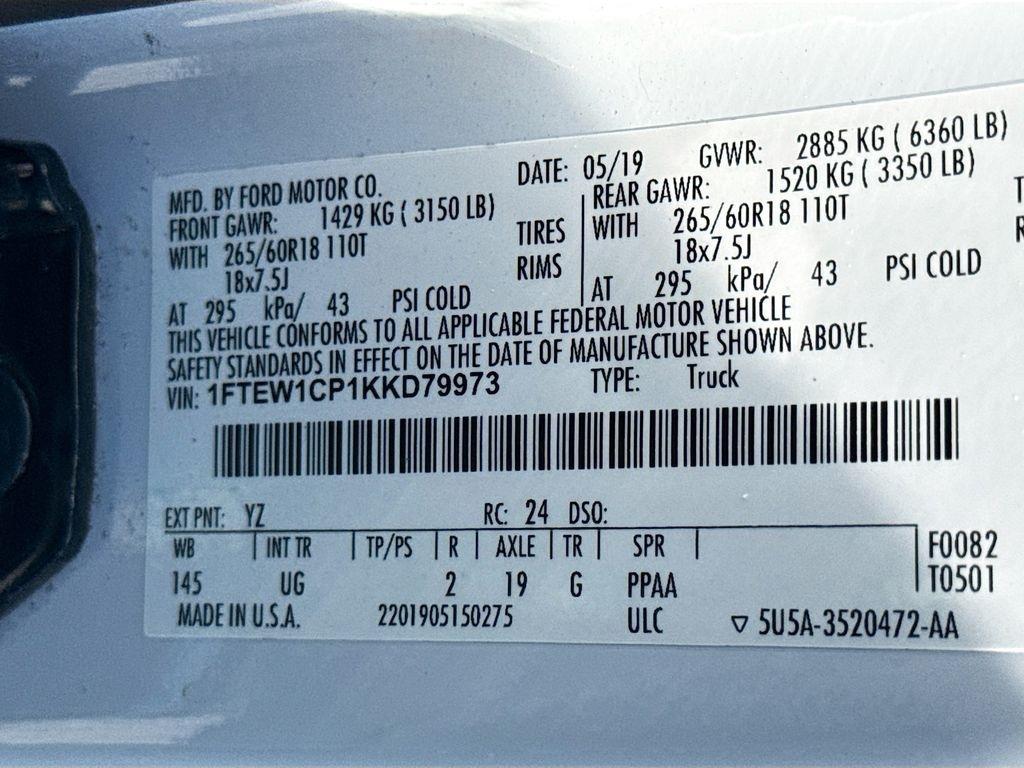 MFD. BY FORD MOTOR CO. DATE: 05/19 GVWR: 2885 KG ( 6360 LB)
FRONT GAWR: 1429 KG ( 3150 LB) REAR GAWR: 1520 KG ( 3350 LB)
WITH 265/60R18 110T TIRES WITH 265/60R18 110T
18x7.5J RIMS 18x7.5J
AT 295 kPa/ 43 PSI COLD AT 295 kPa/ 43 PSI COLD
THIS VEHICLE CONFORMS TO ALL APPLICABLE FEDERAL MOTOR VEHICLE
SAFETY STANDARDS IN EFFECT ON THE DATE OF MANUFACTURE SHOWN ABOVE.
VIN: 1FTEW1CP1KKD79973 TYPE: Truck
EXT PNT: YZ RC: 24 DSO:
WB INT TR TP/PS R AXLE TR SPR F0082
145 UG 2 19 G PPAA T0501
MADE IN U.S.A. 2201905150275 ULC ▽ 5U5A-3520472-AA